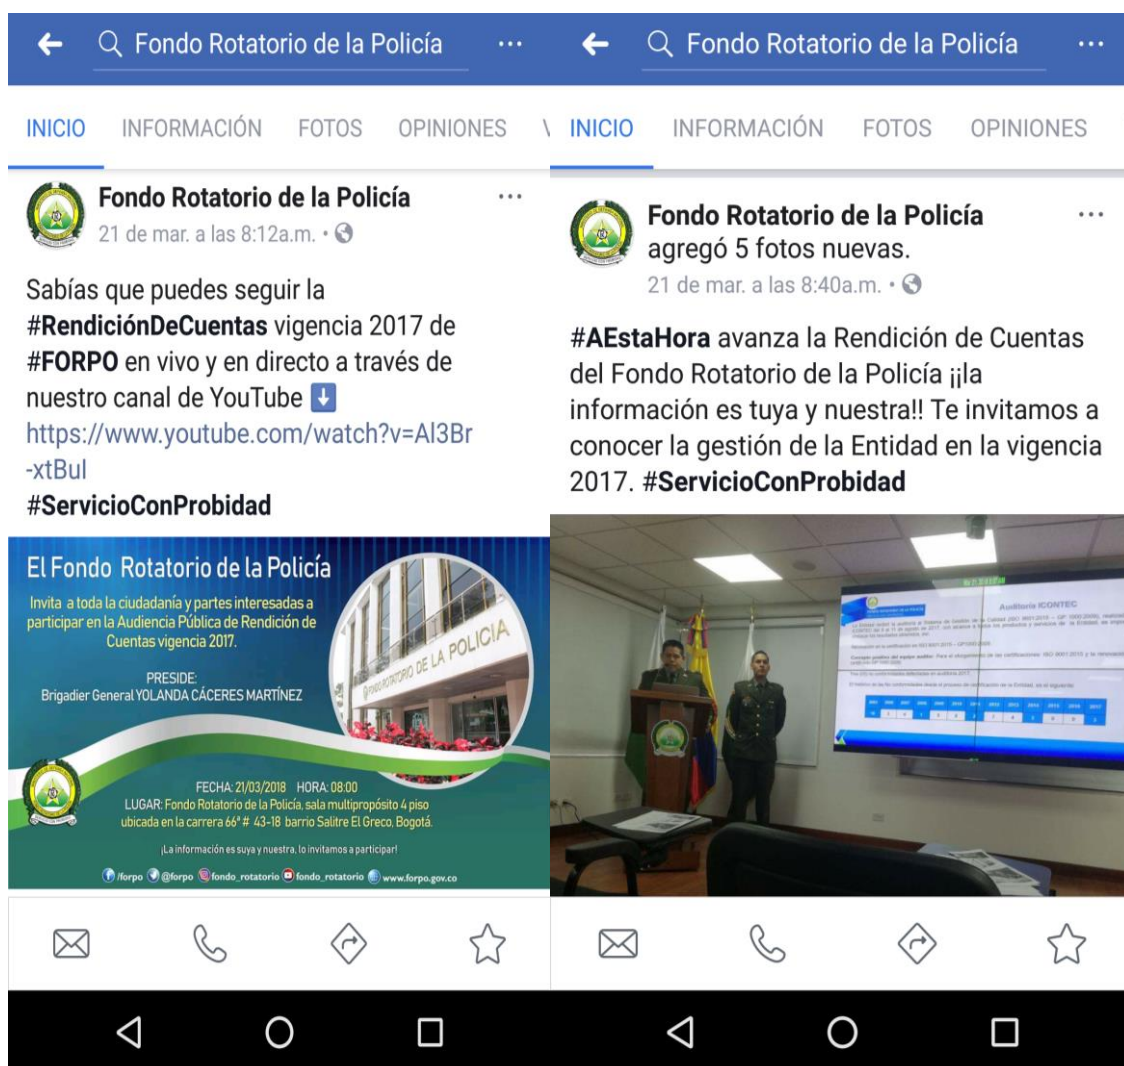 Fondo Rotatorio de la Policía
INICIO INFORMACIÓN FOTOS OPINIONES
Fondo Rotatorio de la Policía
21 de mar. a las 8:12a.m.
Sabías que puedes seguir la
#RendiciónDeCuentas vigencia 2017 de
#FORPO en vivo y en directo a través de
nuestro canal de YouTube
https://www.youtube.com/watch?v=Al3Br
-xtBuI
#ServicioConProbidad
El Fondo Rotatorio de la Policía
Invita a toda la ciudadanía y partes interesadas a
participar en la Audiencia Pública de Rendición de
Cuentas vigencia 2017.
PRESIDE:
Brigadier General YOLANDA CÁCERES MARTÍNEZ
FONDO ROTATORIO DE LA POLICIA
FECHA: 21/03/2018 HORA: 08:00
LUGAR: Fondo Rotatorio de la Policía, sala multipropósito 4 piso
ubicada en la carrera 66ª # 43-18 barrio Salitre El Greco, Bogotá.
¡La información es suya y nuestra, lo invitamos a participar!
/forpo @forpo fondo_rotatorio fondo_rotatorio www.forpo.gov.co
Fondo Rotatorio de la Policía
INICIO INFORMACIÓN FOTOS OPINIONES
Fondo Rotatorio de la Policía
agregó 5 fotos nuevas.
21 de mar. a las 8:40a.m.
#AEstaHora avanza la Rendición de Cuentas
del Fondo Rotatorio de la Policía ¡¡la
información es tuya y nuestra!! Te invitamos a
conocer la gestión de la Entidad en la vigencia
2017. #ServicioConProbidad
Auditoría ICONTEC